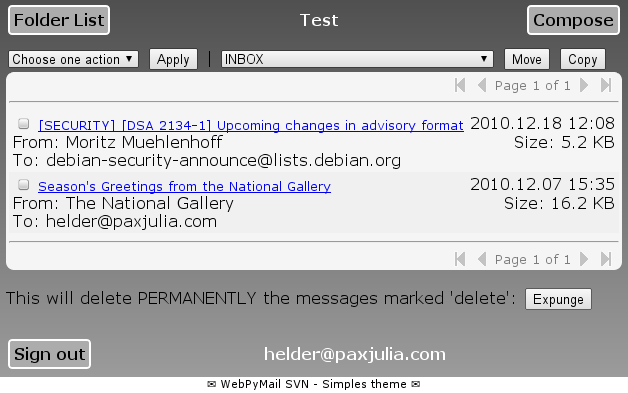 Folder List Test Compose
Choose one action Apply | INBOX Move Copy
Page 1 of 1
[SECURITY] [DSA 2134-1] Upcoming changes in advisory format 2010.12.18 12:08
From: Moritz Muehlenhoff Size: 5.2 KB
To: debian-security-announce@lists.debian.org
Season's Greetings from the National Gallery 2010.12.07 15:35
From: The National Gallery Size: 16.2 KB
To: helder@paxjulia.com
Page 1 of 1
This will delete PERMANENTLY the messages marked 'delete': Expunge
Sign out helder@paxjulia.com
✉ WebPyMail SVN - Simples theme ✉